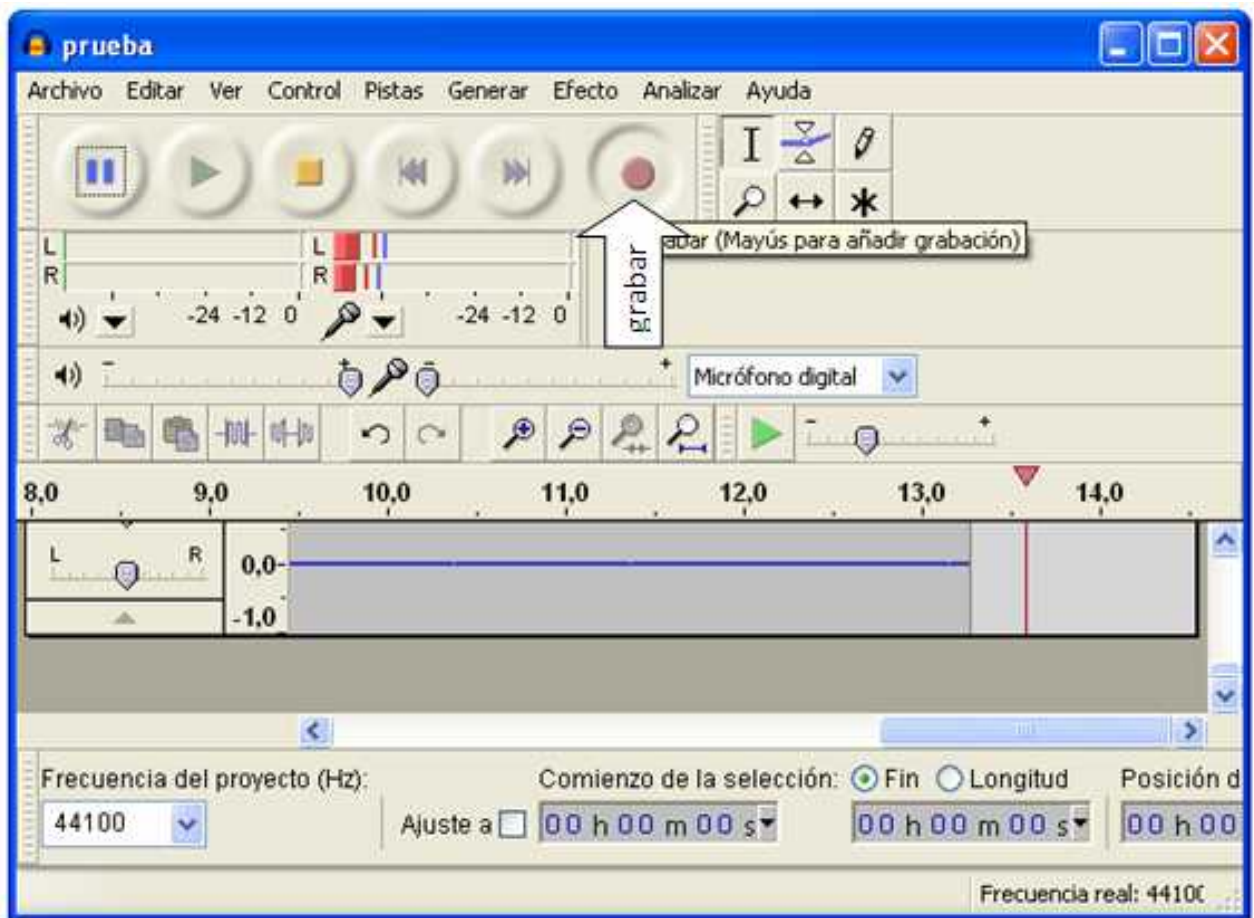 prueba
Archivo Editar Ver Control Pistas Generar Efecto Analizar Ayuda
abar (Mayús para añadir grabación)
grabar
L L
R R
-24 -12 0 -24 -12 0
- + - + Micrófono digital
- +
8,0 9,0 10,0 11,0 12,0 13,0 14,0
L R 0,0-
-1,0
Frecuencia del proyecto (Hz): Comienzo de la selección: Fin Longitud Posición d
44100 Ajuste a 00 h 00 m 00 s 00 h 00 m 00 s 00 h 00
Frecuencia real: 44100